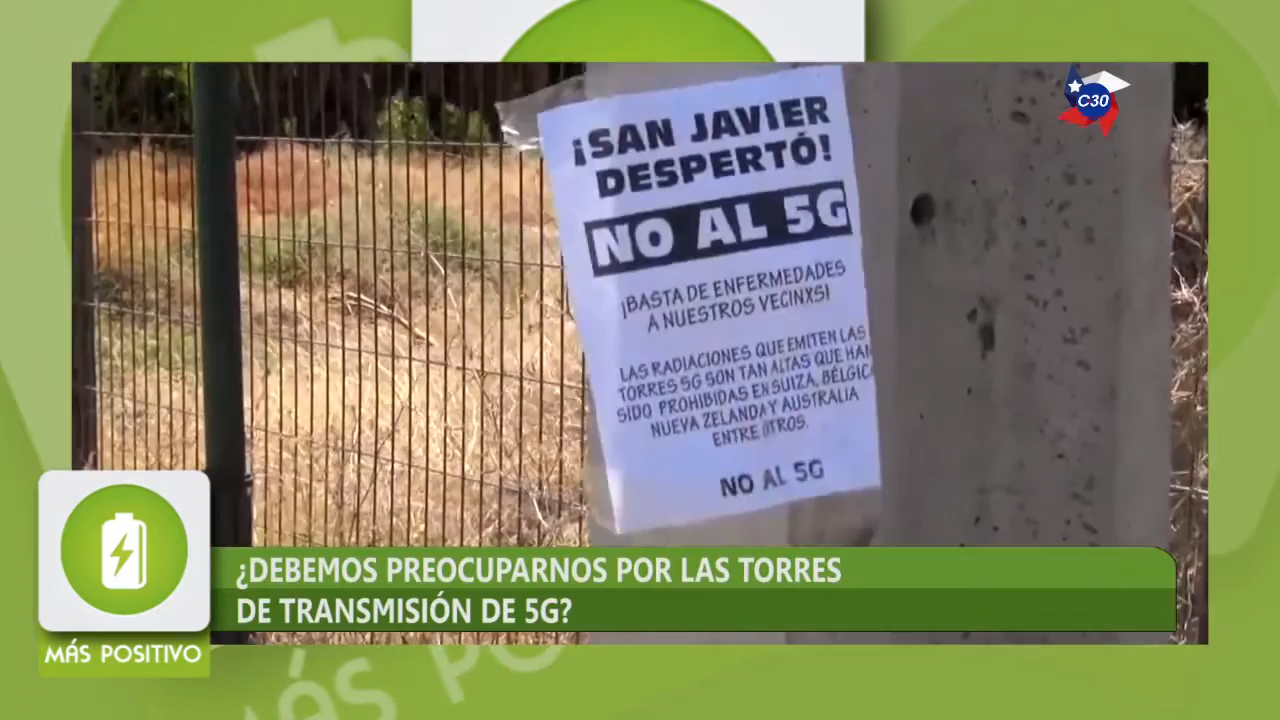 C30
¡SAN JAVIER
DESPERTÓ!
NO AL 5G
¡BASTA DE ENFERMEDADES
A NUESTROS VECINXS!
LAS RADIACIONES QUE EMITEN LAS
TORRES 5G SON TAN ALTAS QUE HAN
SIDO PROHIBIDAS EN SUIZA, BÉLGICA
NUEVA ZELANDA Y AUSTRALIA
ENTRE OTROS.
NO AL 5G
¿DEBEMOS PREOCUPARNOS POR LAS TORRES
DE TRANSMISIÓN DE 5G?
MÁS POSITIVO